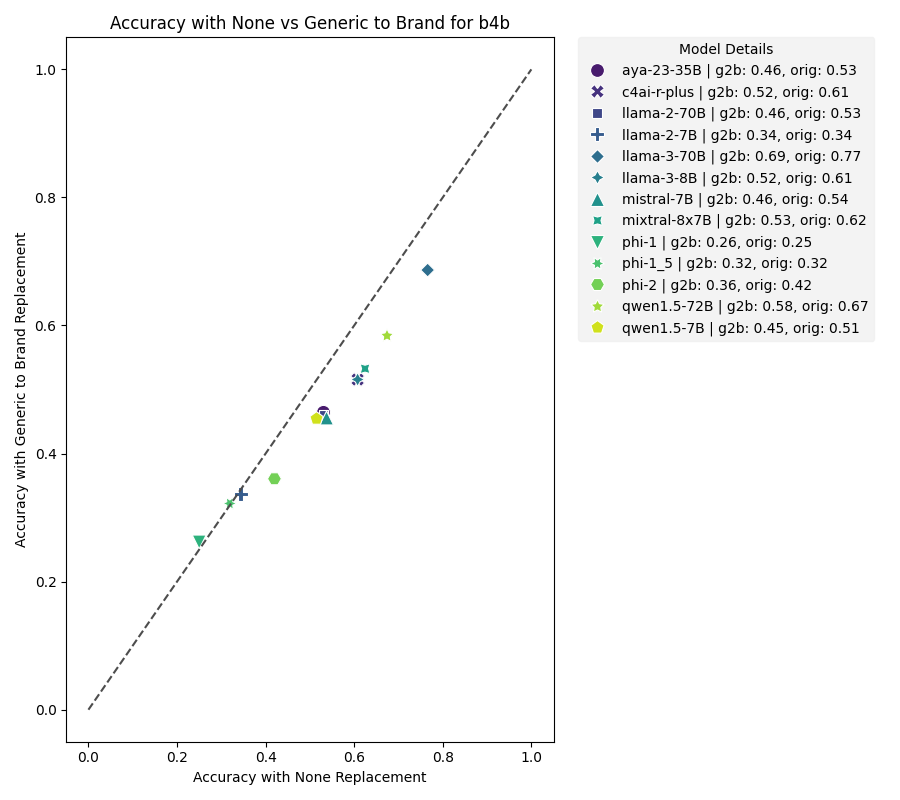 Accuracy with None vs Generic to Brand for b4b
Accuracy with Generic to Brand Replacement
1.0
0.8
0.6
0.4
0.2
0.0
0.0 0.2 0.4 0.6 0.8 1.0
Accuracy with None Replacement
Model Details
aya-23-35B | g2b: 0.46, orig: 0.53
c4ai-r-plus | g2b: 0.52, orig: 0.61
llama-2-70B | g2b: 0.46, orig: 0.53
llama-2-7B | g2b: 0.34, orig: 0.34
llama-3-70B | g2b: 0.69, orig: 0.77
llama-3-8B | g2b: 0.52, orig: 0.61
mistral-7B | g2b: 0.46, orig: 0.54
mixtral-8x7B | g2b: 0.53, orig: 0.62
phi-1 | g2b: 0.26, orig: 0.25
phi-1_5 | g2b: 0.32, orig: 0.32
phi-2 | g2b: 0.36, orig: 0.42
qwen1.5-72B | g2b: 0.58, orig: 0.67
qwen1.5-7B | g2b: 0.45, orig: 0.51